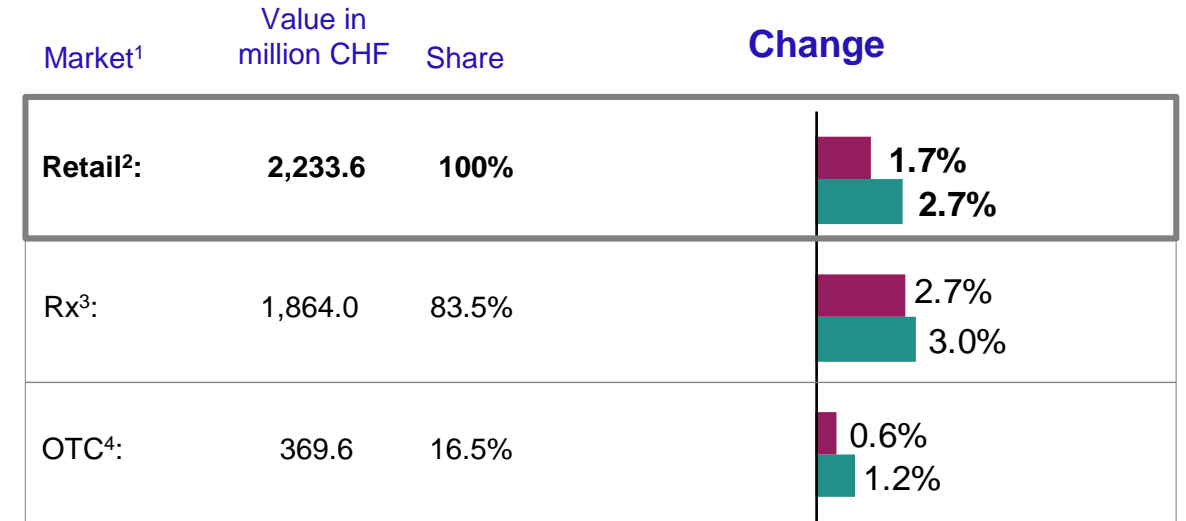 Market¹
Value in
million CHF
Share
Change
Retail²:
2,233.6
100%
1.7%
2.7%
Rx³:
1,864.0
83.5%
2.7%
3.0%
OTC⁴:
369.6
16.5%
0.6%
1.2%